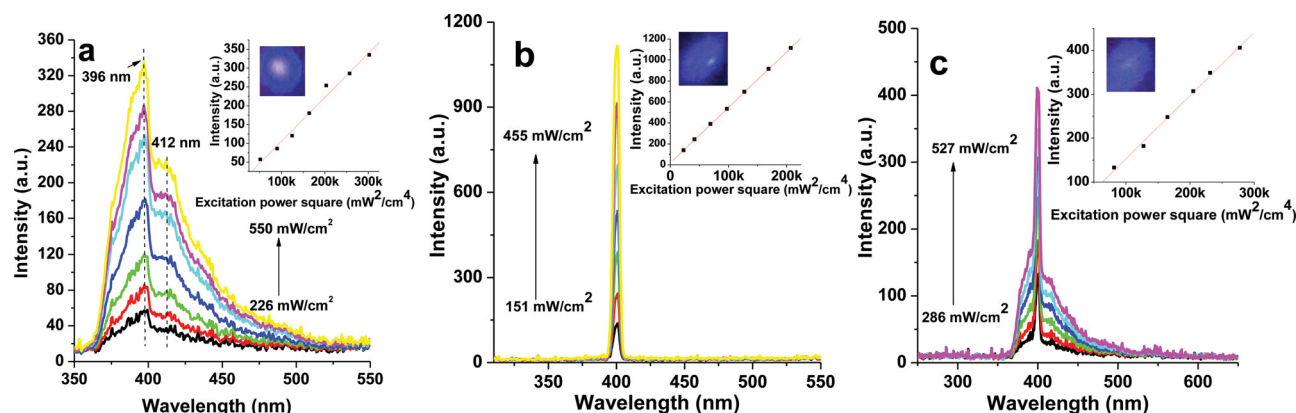 a
396 nm
412 nm
550 mW/cm²
226 mW/cm²
Intensity (a.u.)
360
320
280
240
200
160
120
80
40
0
350
400
450
500
550
Wavelength (nm)
Intensity (a.u.)
350
300
250
200
150
100
50
100k
200k
300k
Excitation power square (mW²/cm⁴)
b
455 mW/cm²
151 mW/cm²
Intensity (a.u.)
1200
900
600
300
0
350
400
450
500
550
Wavelength (nm)
Intensity (a.u.)
1200
1000
800
600
400
200
0
0
100k
200k
Excitation power square (mW²/cm⁴)
c
527 mW/cm²
286 mW/cm²
Intensity (a.u.)
500
400
300
200
100
50
0
300
400
500
600
Wavelength (nm)
Intensity (a.u.)
400
300
200
100
100k
200k
300k
Excitation power square (mW²/cm⁴)